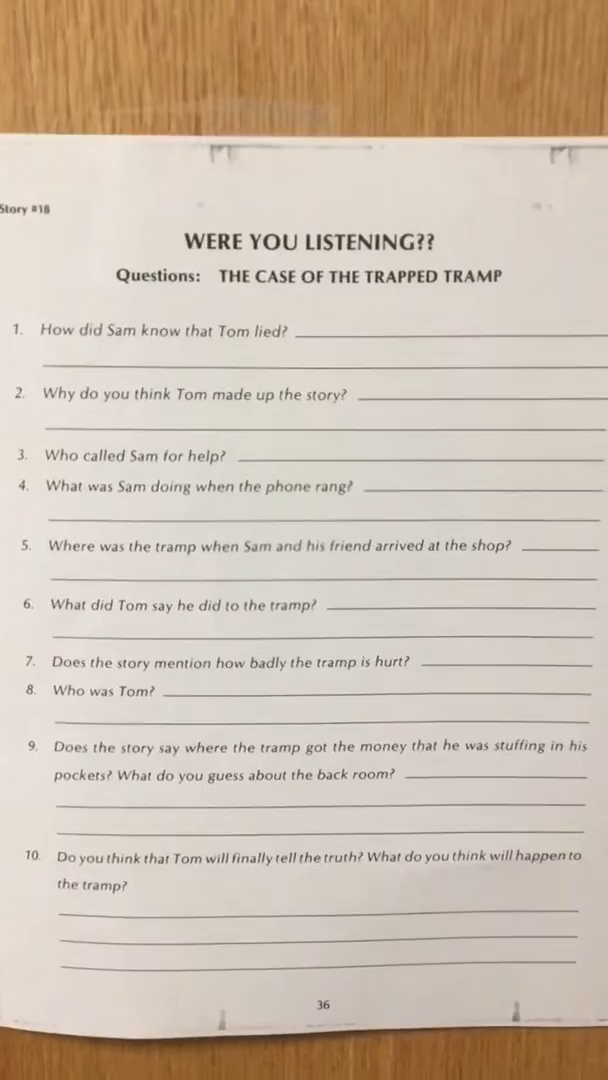 Story #18
WERE YOU LISTENING??
Questions: THE CASE OF THE TRAPPED TRAMP
1. How did Sam know that Tom lied?
2. Why do you think Tom made up the story?
3. Who called Sam for help?
4. What was Sam doing when the phone rang?
5. Where was the tramp when Sam and his friend arrived at the shop?
6. What did Tom say he did to the tramp?
7. Does the story mention how badly the tramp is hurt?
8. Who was Tom?
9. Does the story say where the tramp got the money that he was stuffing in his
pockets? What do you guess about the back room?
10. Do you think that Tom will finally tell the truth? What do you think will happen to
the tramp?
36